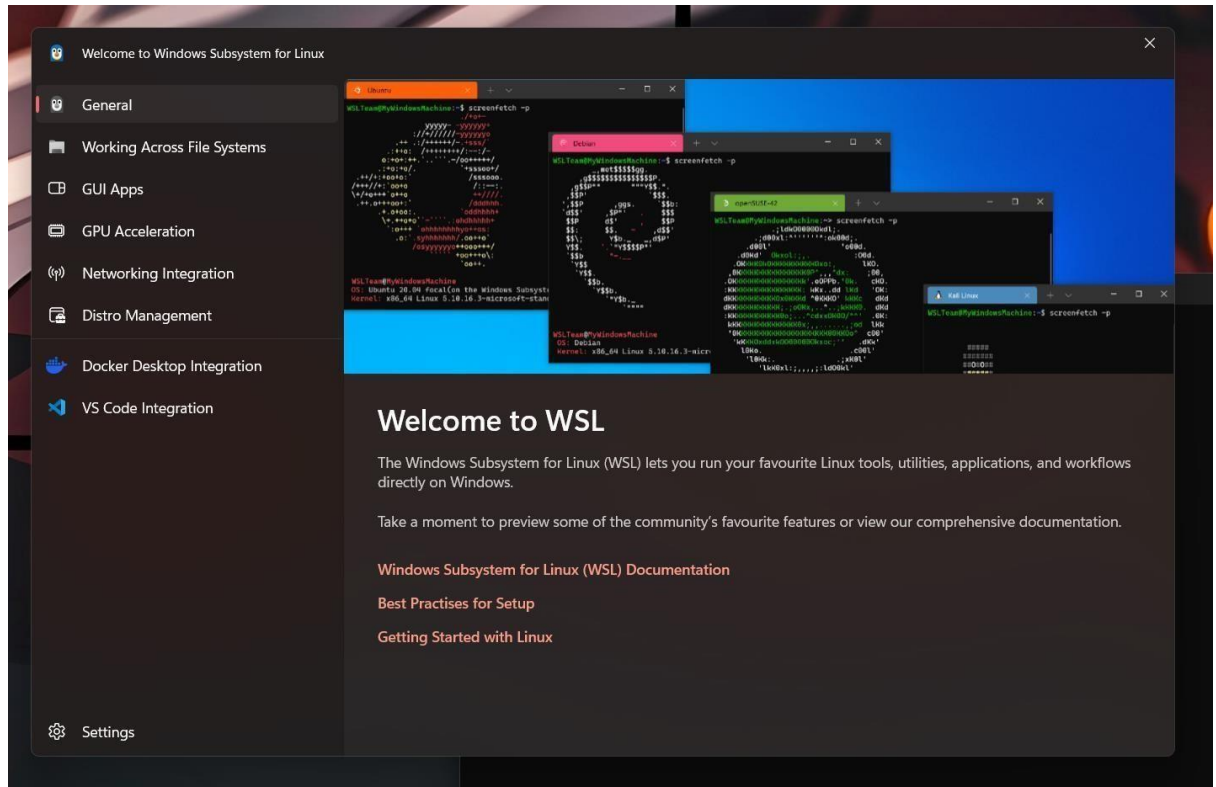 Welcome to Windows Subsystem for Linux
General
Working Across File Systems
GUI Apps
GPU Acceleration
Networking Integration
Distro Management
Docker Desktop Integration
VS Code Integration
Settings
Ubuntu
WSLTeam@MyWindowsMachine:~$ screenfetch -p
WSLTeam@MyWindowsMachine
OS: Ubuntu 20.04 focal(on the Windows Subsyst
Kernel: x86_64 Linux 5.10.16.3-microsoft-stan
Debian
WSLTeam@MyWindowsMachine:~$ screenfetch -p
WSLTeam@MyWindowsMachine
OS: Debian
Kernel: x86_64 Linux 5.10.16.3-micr
openSUSE-42
WSLTeam@MyWindowsMachine:~> screenfetch -p
Kali Linux
WSLTeam@MyWindowsMachine:~$ screenfetch -p
Welcome to WSL
The Windows Subsystem for Linux (WSL) lets you run your favourite Linux tools, utilities, applications, and workflows
directly on Windows.
Take a moment to preview some of the community's favourite features or view our comprehensive documentation.
Windows Subsystem for Linux (WSL) Documentation
Best Practises for Setup
Getting Started with Linux